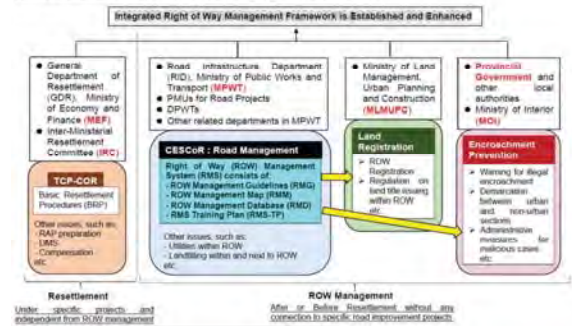 Integrated Right of Way Management Framework is Established and Enhanced
● General Department of Resettlement (GDR), Ministry of Economy and Finance (MEF)
● Inter-Ministerial Resettlement Committee (IRC)
● Road Infrastructure Department (RID), Ministry of Public Works and Transport (MPWT)
● PMUs for Road Projects
● DPWTs
● Other related departments in MPWT
● Ministry of Land Management, Urban Planning and Construction (MLMUPC)
● Provincial Government and other local authorities
● Ministry of Interior (MOI)
TCP-COR
Basic Resettlement Procedures (BRP)
Other issues, such as:
- RAP preparation
- DMS
- Compensation
etc.
CESCoR : Road Management
Right of Way (ROW) Management System (RMS) consists of:
- ROW Management Guidelines (RMG)
- ROW Management Map (RMM)
- ROW Management Database (RMD)
- RMS Training Plan (RMS-TP)
Other issues, such as:
- Utilities within ROW
- Landfilling within and next to ROW
etc.
Land Registration
➢ ROW Registration
➢ Regulation on land title issuing within ROW
etc.
Encroachment Prevention
➢ Warning for illegal encroachment
➢ Demarcation between urban and non-urban sections
➢ Administrative measures for malicious cases
etc.
Resettlement
Under specific projects and independent from ROW management
ROW Management
After or Before Resettlement without any connection to specific road improvement projects